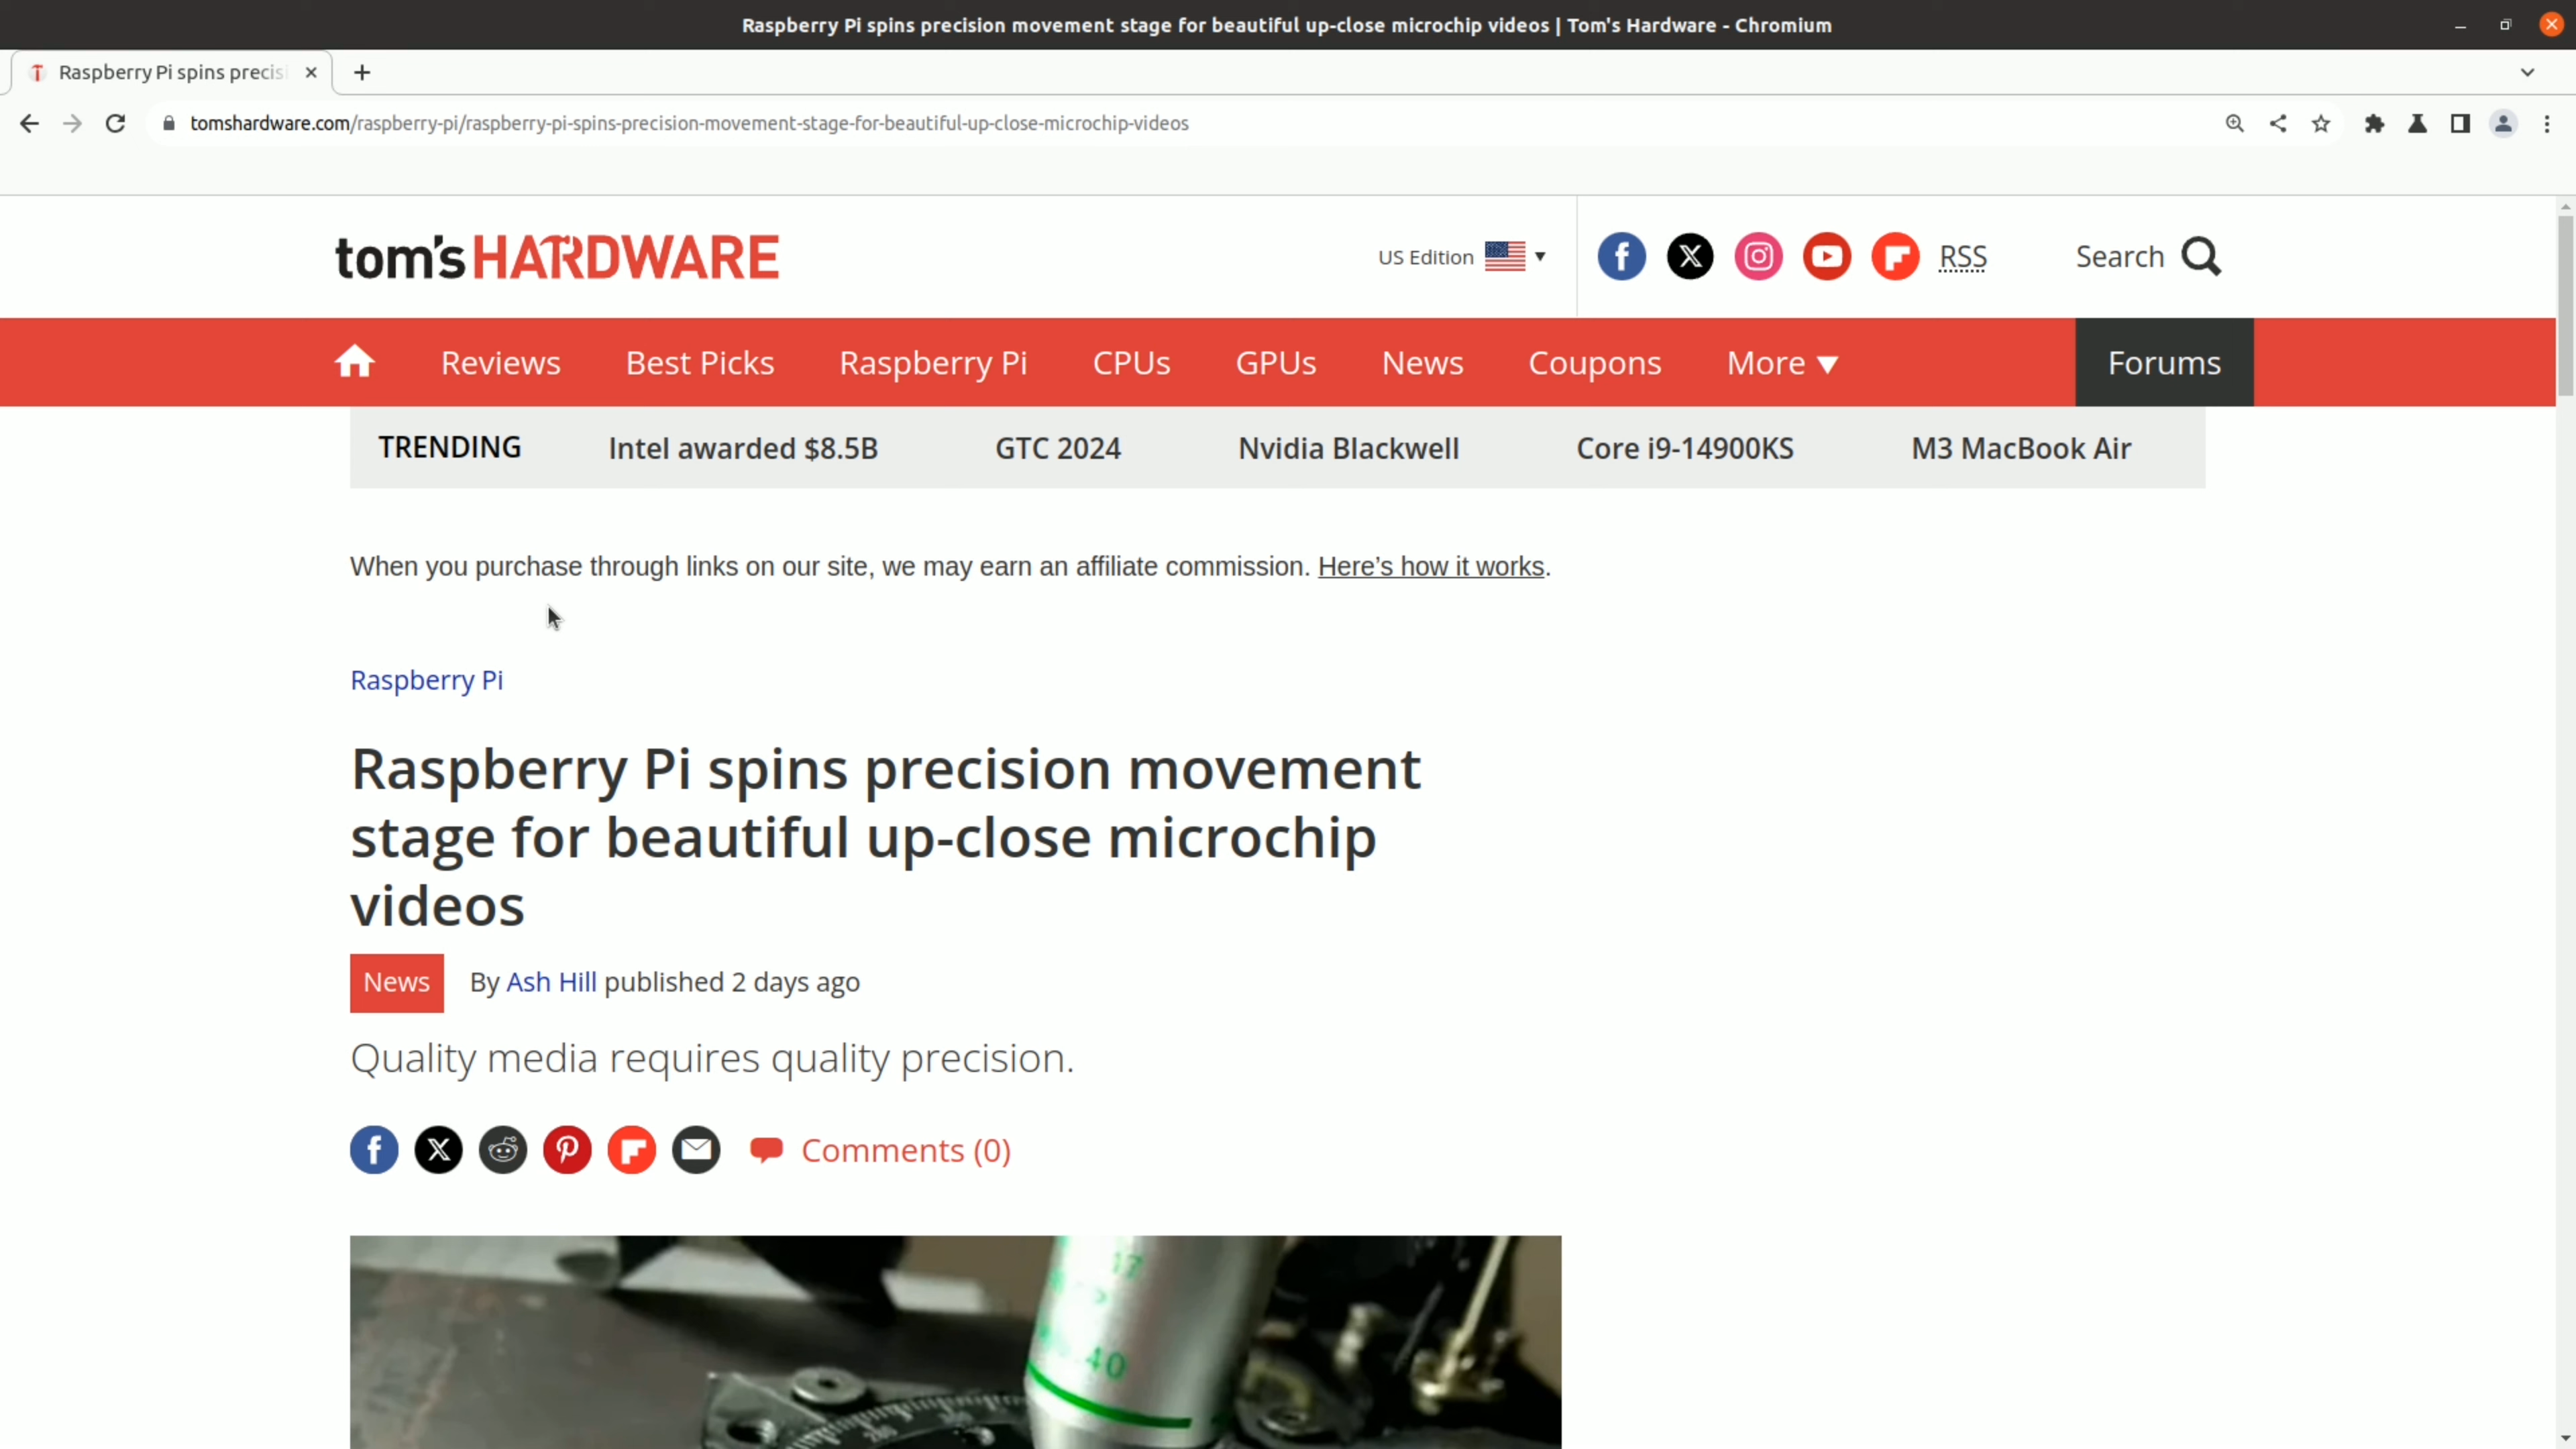 Raspberry Pi spins precision movement stage for beautiful up-close microchip videos | Tom's Hardware - Chromium
Raspberry Pi spins precis
tomshardware.com/raspberry-pi/raspberry-pi-spins-precision-movement-stage-for-beautiful-up-close-microchip-videos
tom's HARDWARE
US Edition
RSS
Search
Reviews
Best Picks
Raspberry Pi
CPUs
GPUs
News
Coupons
More
Forums
TRENDING
Intel awarded $8.5B
GTC 2024
Nvidia Blackwell
Core i9-14900KS
M3 MacBook Air
When you purchase through links on our site, we may earn an affiliate commission. Here’s how it works.
Raspberry Pi
Raspberry Pi spins precision movement
stage for beautiful up-close microchip
videos
News
By Ash Hill published 2 days ago
Quality media requires quality precision.
Comments (0)
17
40